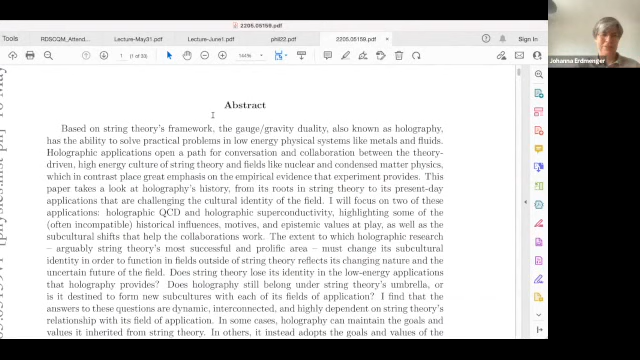 2205.05159.pdf
Tools
RDSCQM_Attend...
Lecture-May31.pdf
Lecture-June1.pdf
phil22.pdf
2205.05159.pdf
Sign In
1 (1 of 33)
144%
Johanna Erdmenger
Abstract
Based on string theory's framework, the gauge/gravity duality, also known as holography,
has the ability to solve practical problems in low energy physical systems like metals and fluids.
Holographic applications open a path for conversation and collaboration between the theory-
driven, high energy culture of string theory and fields like nuclear and condensed matter physics,
which in contrast place great emphasis on the empirical evidence that experiment provides. This
paper takes a look at holography's history, from its roots in string theory to its present-day
applications that are challenging the cultural identity of the field. I will focus on two of these
applications: holographic QCD and holographic superconductivity, highlighting some of the
(often incompatible) historical influences, motives, and epistemic values at play, as well as the
subcultural shifts that help the collaborations work. The extent to which holographic research
– arguably string theory's most successful and prolific area – must change its subcultural
identity in order to function in fields outside of string theory reflects its changing nature and the
uncertain future of the field. Does string theory lose its identity in the low-energy applications
that holography provides? Does holography still belong under string theory's umbrella, or
is it destined to form new subcultures with each of its fields of application? I find that the
answers to these questions are dynamic, interconnected, and highly dependent on string theory's
relationship with its field of application. In some cases, holography can maintain the goals and
values it inherited from string theory. In others, it instead adopts the goals and values of the